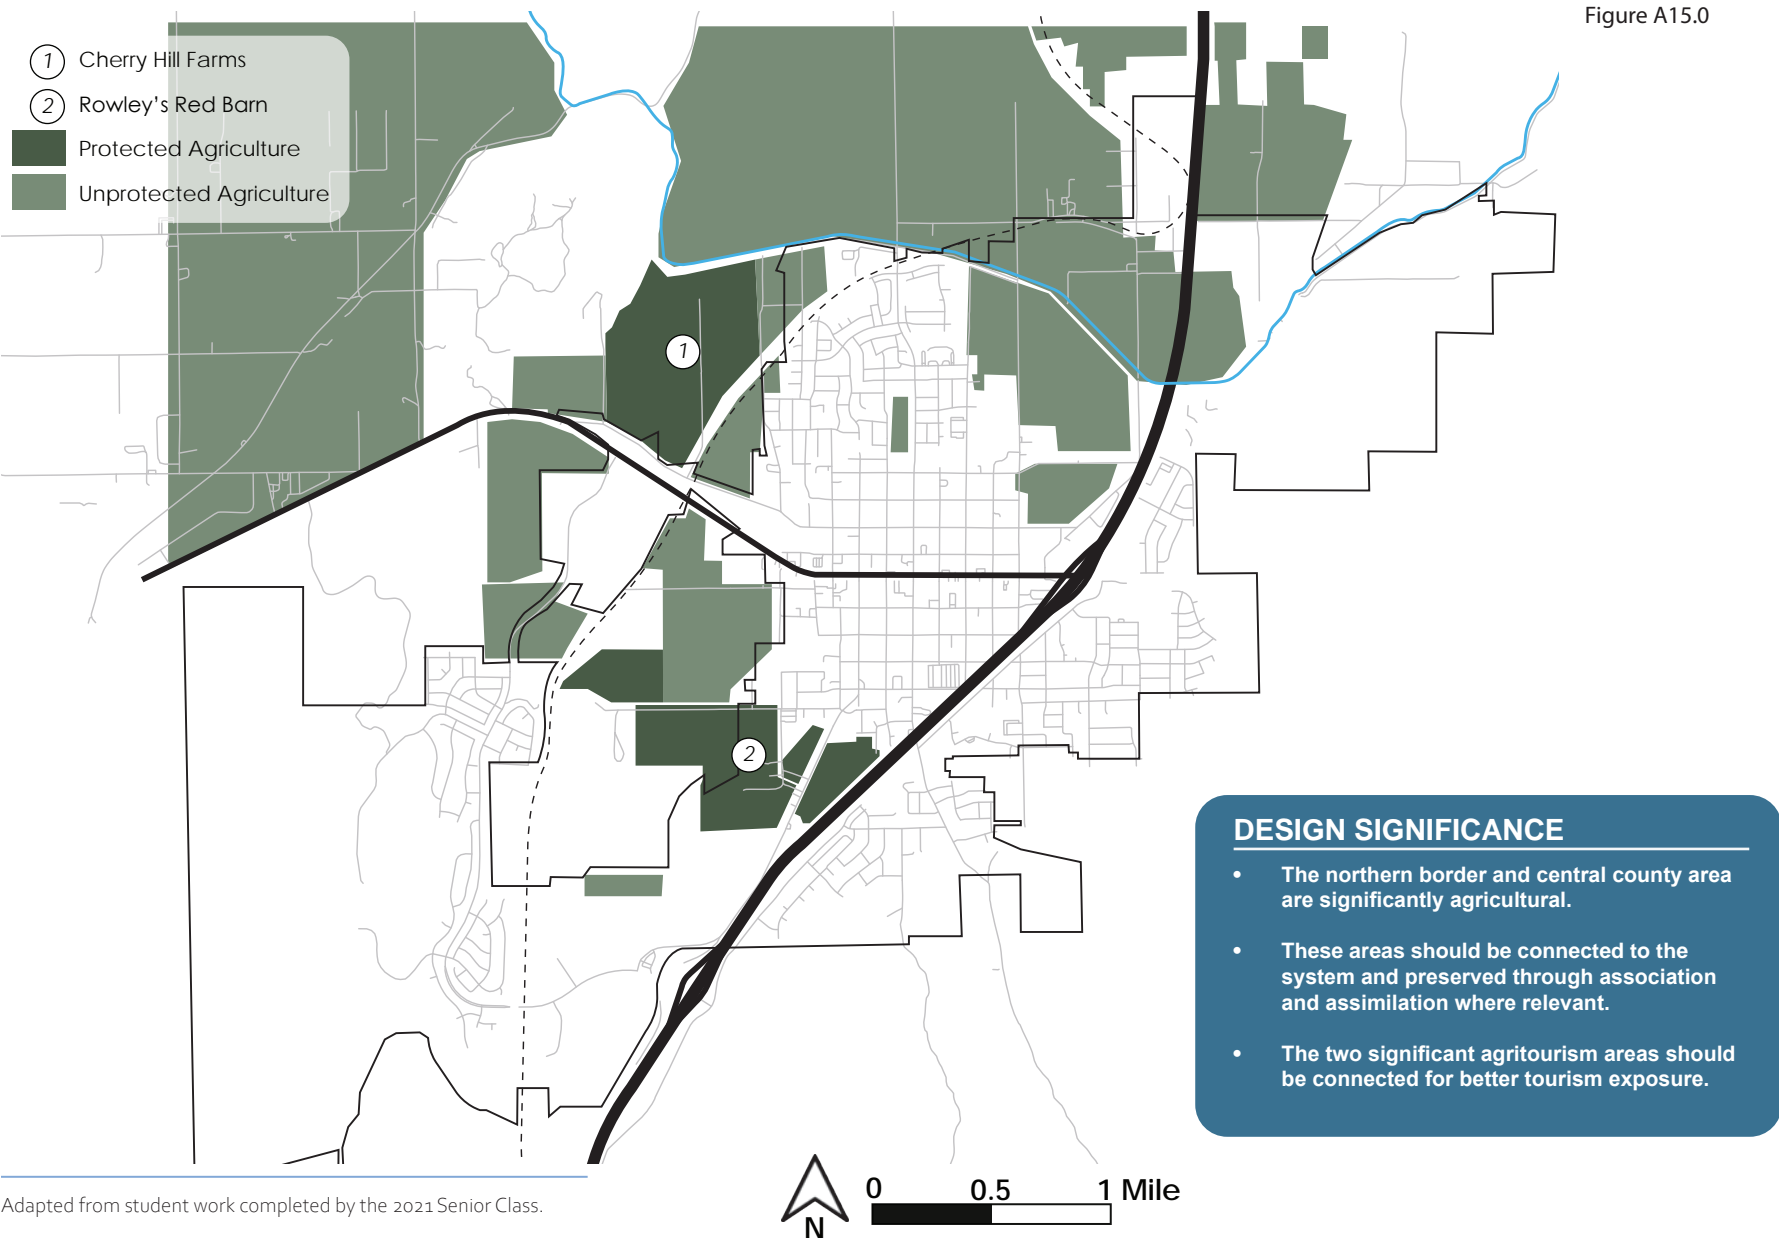 Figure A15.0
1 Cherry Hill Farms
2 Rowley's Red Barn
Protected Agriculture
Unprotected Agriculture
1
2
DESIGN SIGNIFICANCE
• The northern border and central county area
are significantly agricultural.
• These areas should be connected to the
system and preserved through association
and assimilation where relevant.
• The two significant agritourism areas should
be connected for better tourism exposure.
Adapted from student work completed by the 2021 Senior Class.
N
0 0.5 1 Mile